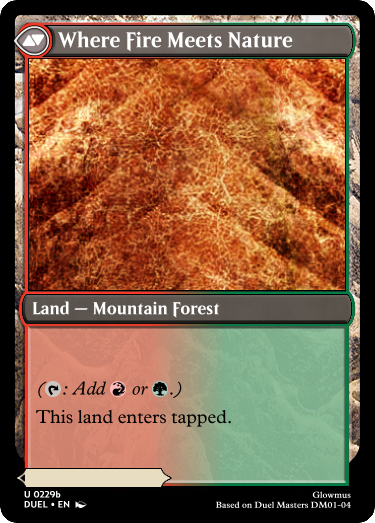 Where Fire Meets Nature
Land — Mountain Forest
(: Add or .)
This land enters tapped.
U 0229b
DUEL • EN
Glowmus
Based on Duel Masters DM01-04